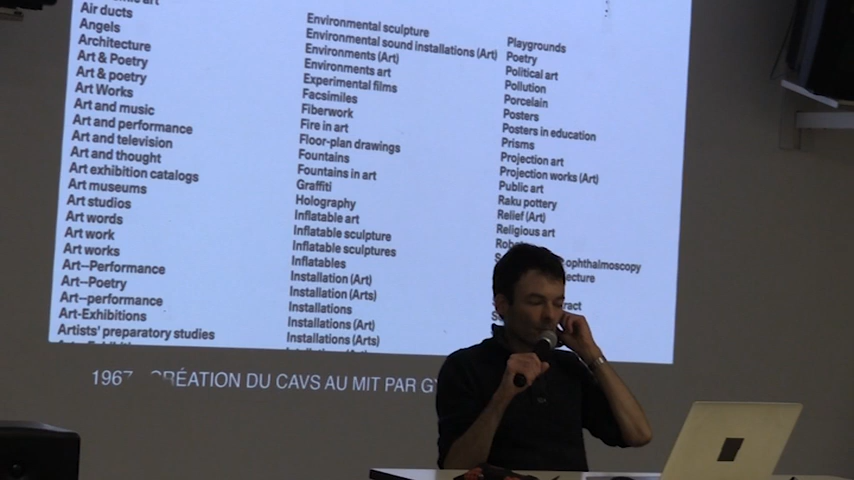 Air ducts
Angels
Architecture
Art & Poetry
Art & poetry
Art Works
Art and music
Art and performance
Art and television
Art and thought
Art exhibition catalogs
Art museums
Art studios
Art words
Art work
Art works
Art--Performance
Art--Poetry
Art--performance
Art-Exhibitions
Artists' preparatory studies
Environmental sculpture
Environmental sound installations (Art)
Environments (Art)
Environments art
Experimental films
Facsimiles
Fiberwork
Fire in art
Floor-plan drawings
Fountains
Fountains in art
Graffiti
Holography
Inflatable art
Inflatable sculpture
Inflatable sculptures
Inflatables
Installation (Art)
Installation (Arts)
Installations
Installations (Art)
Installations (Arts)
Playgrounds
Poetry
Political art
Pollution
Porcelain
Posters
Posters in education
Prisms
Projection art
Projection works (Art)
Public art
Raku pottery
Relief (Art)
Religious art
ophthalmoscopy
CRÉATION DU CAVS AU MIT PAR